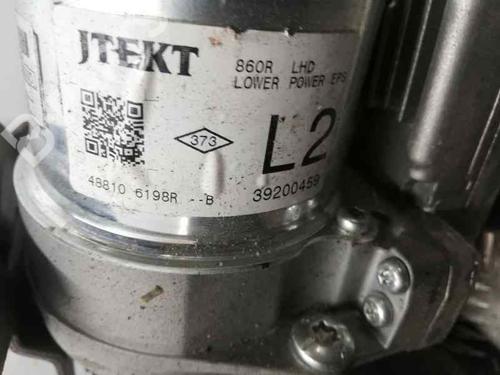 JTEKT
860R LHD
LOWER POWER EPS
373
L2
48810 6198R --B
39200459